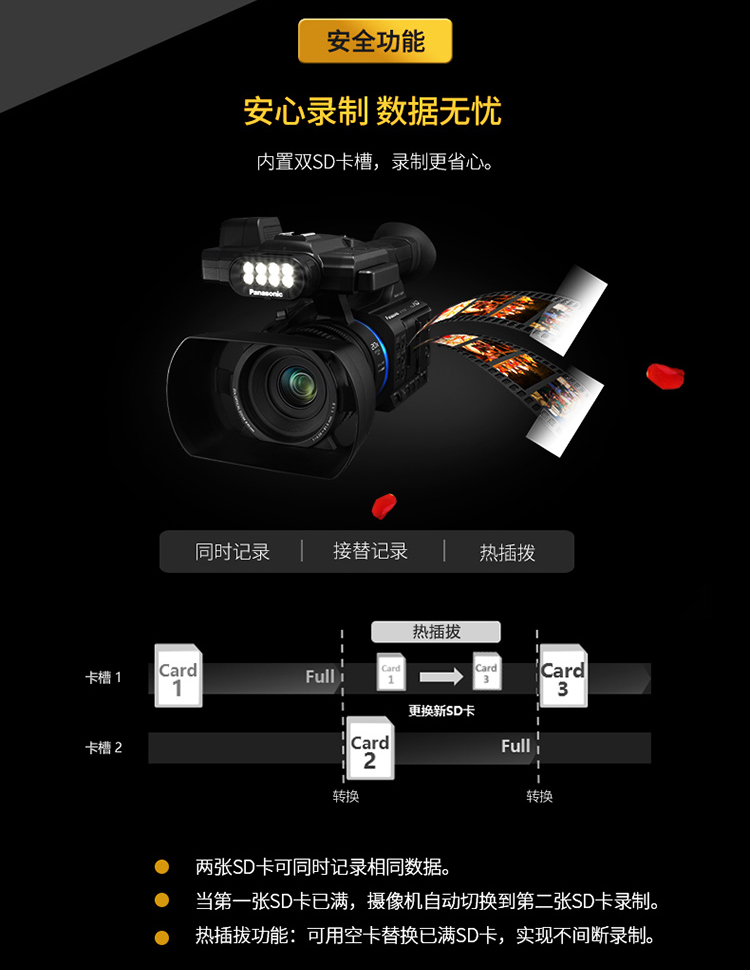 安全功能
安心录制 数据无忧
内置双SD卡槽，录制更省心。
Panasonic
20x
同时记录 | 接替记录 | 热插拨
热插拔
卡槽 1
Card 1
Full
Card 1
Card 3
Card 3
更换新SD卡
卡槽 2
Card 2
Full
转换
转换
两张SD卡可同时记录相同数据。
当第一张SD卡已满，摄像机自动切换到第二张SD卡录制。
热插拔功能：可用空卡替换已满SD卡，实现不间断录制。